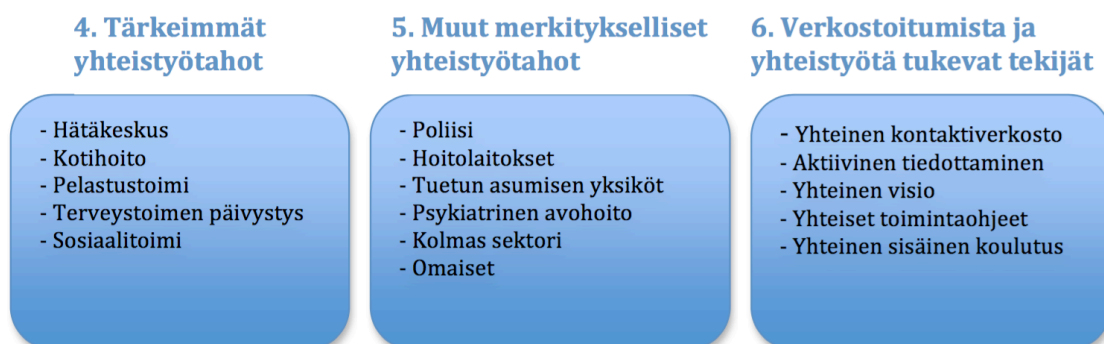 4. Tärkeimmät
yhteistyötahot
- Hätäkeskus
- Kotihoito
- Pelastustoimi
- Terveystoimen päivystys
- Sosiaalitoimi
5. Muut merkitykselliset
yhteistyötahot
- Poliisi
- Hoitolaitokset
- Tuetun asumisen yksiköt
- Psykiatrinen avohoito
- Kolmas sektori
- Omaiset
6. Verkostoitumista ja
yhteistyötä tukevat tekijät
- Yhteinen kontaktiverkosto
- Aktiivinen tiedottaminen
- Yhteinen visio
- Yhteiset toimintaohjeet
- Yhteinen sisäinen koulutus